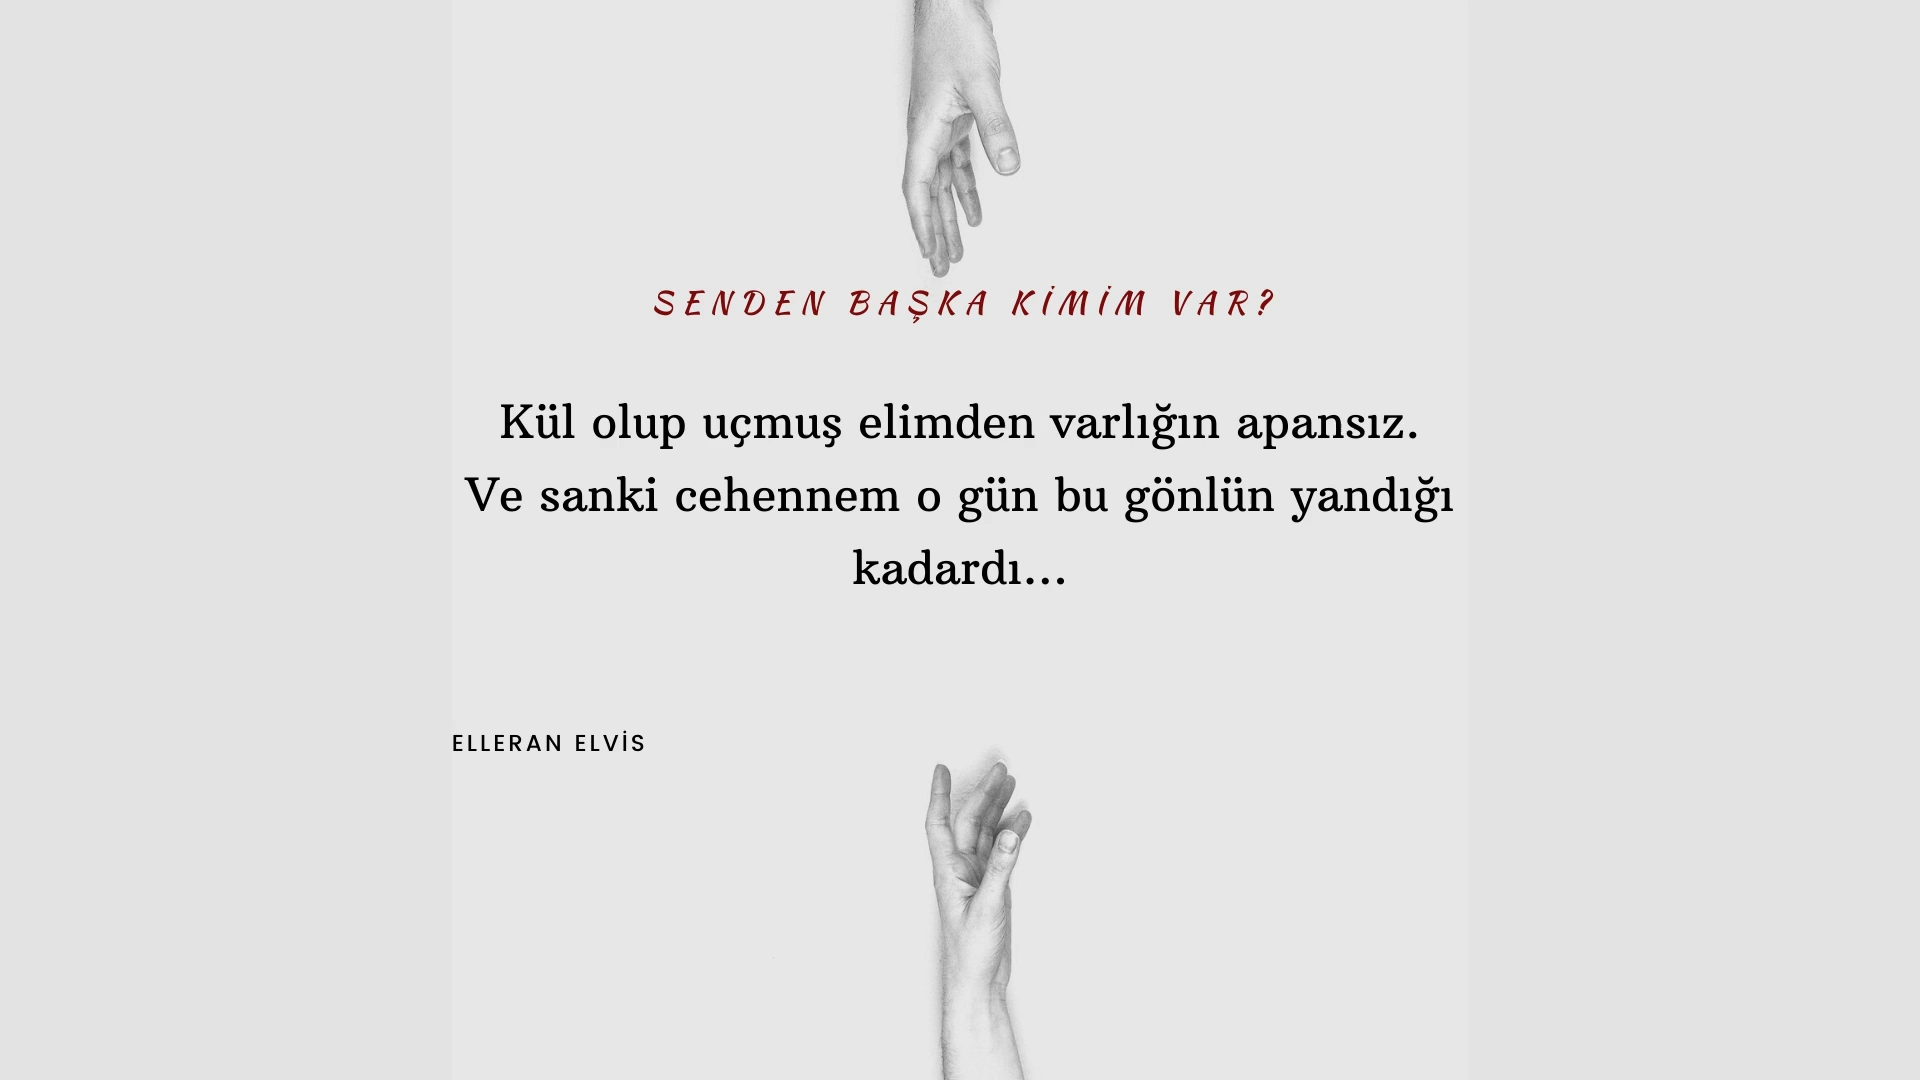 SENDEN BAŞKA KİMİM VAR?
Kül olup uçmuş elimden varlığın apansız.
Ve sanki cehennem o gün bu gönlün yandığı
kadardı...
ELLERAN ELVİS